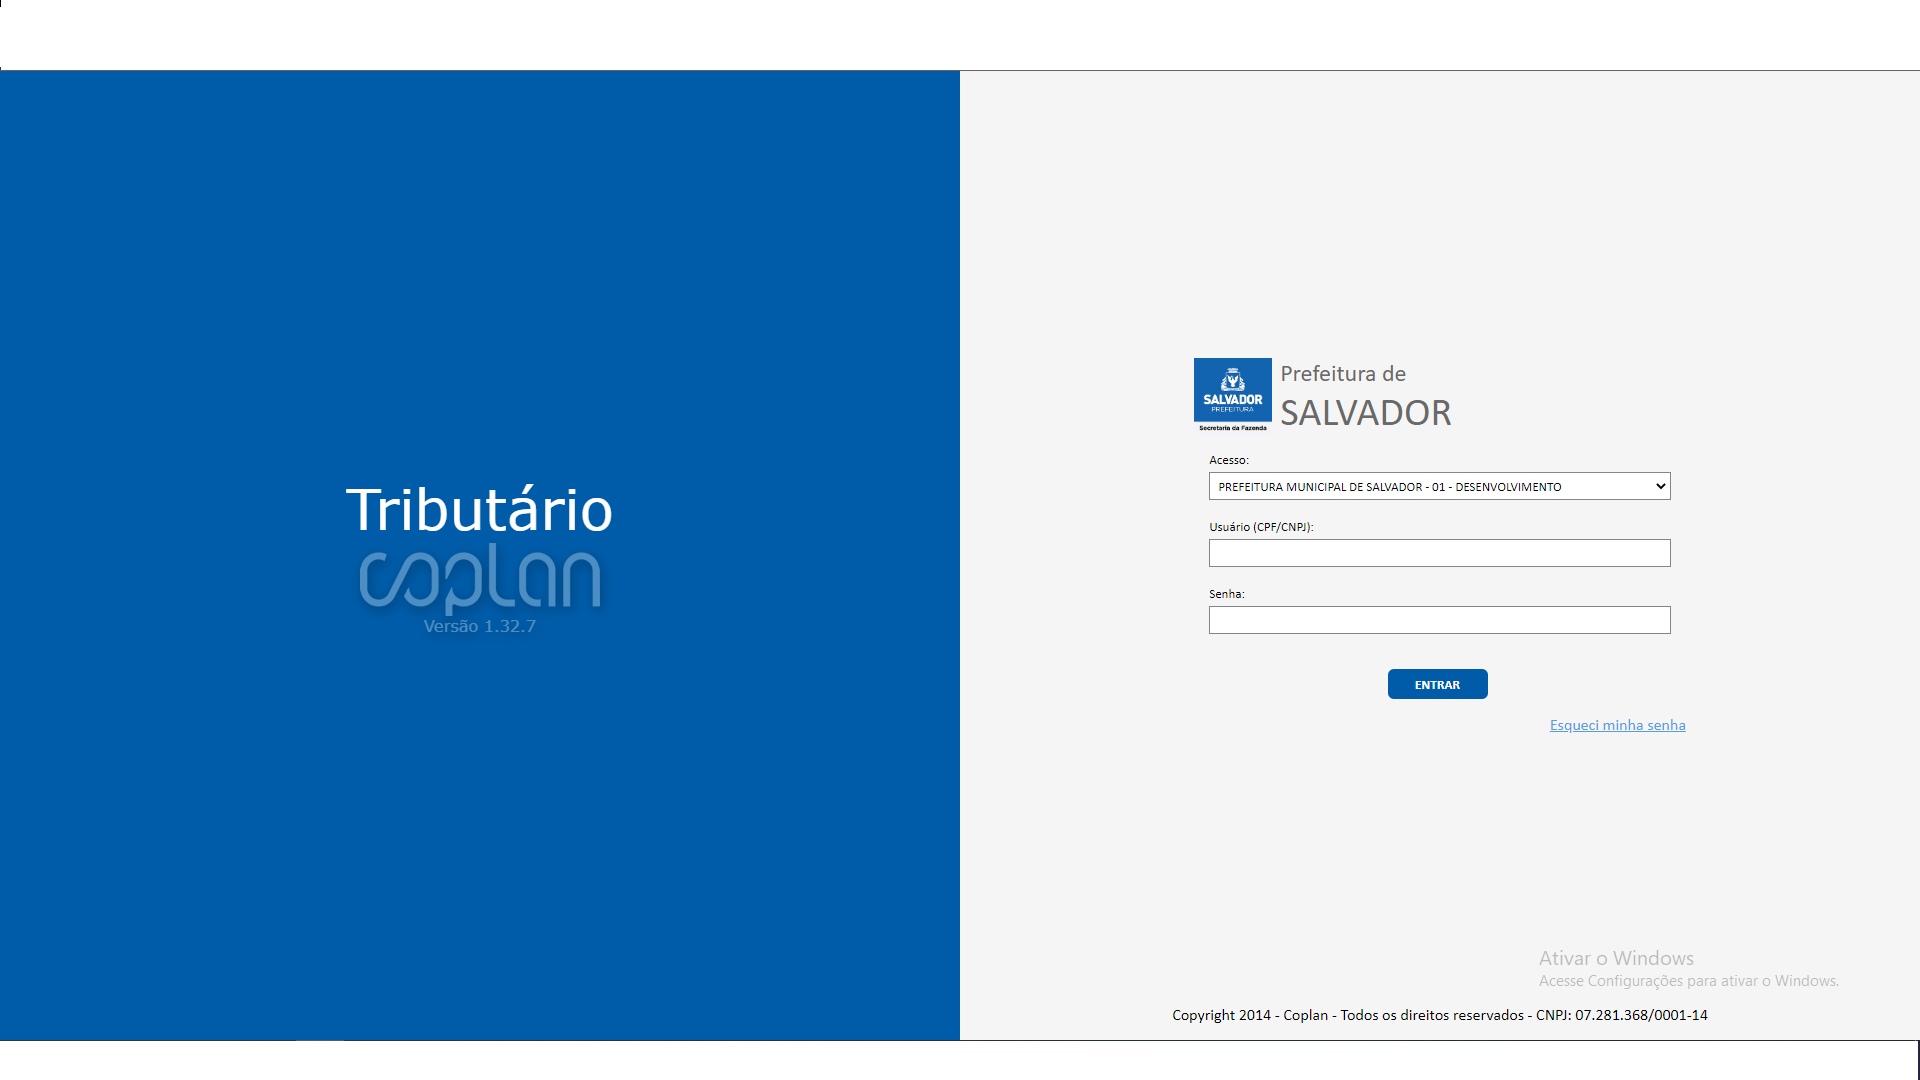 Tributário
coplan
Versão 1.32.7
SALVADOR
PREFEITURA
Secretaria da Fazenda
Prefeitura de
SALVADOR
Acesso:
PREFEITURA MUNICIPAL DE SALVADOR - 01 - DESENVOLVIMENTO
Usuário (CPF/CNPJ):
Senha:
ENTRAR
Esqueci minha senha
Ativar o Windows
Acesse Configurações para ativar o Windows.
Copyright 2014 - Coplan - Todos os direitos reservados - CNPJ: 07.281.368/0001-14